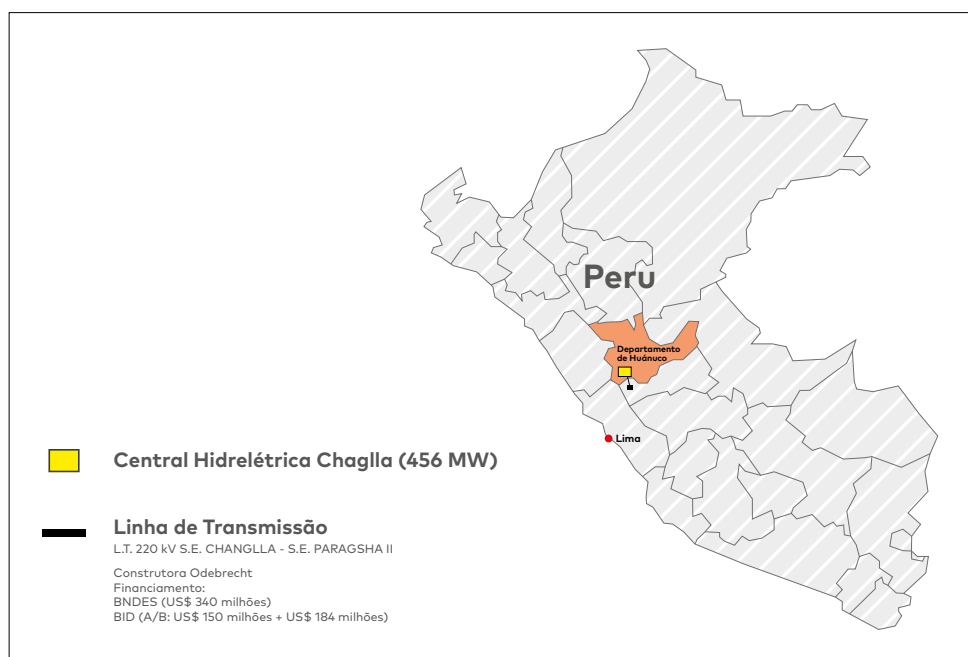 Peru
Departamento
de Huánuco
Lima
Central Hidrelétrica Chaglla (456 MW)
Linha de Transmissão
L.T. 220 kV S.E. CHANGLLA - S.E. PARAGSHA II
Construtora Odebrecht
Financiamento:
BNDES (US$ 340 milhões)
BID (A/B: US$ 150 milhões + US$ 184 milhões)